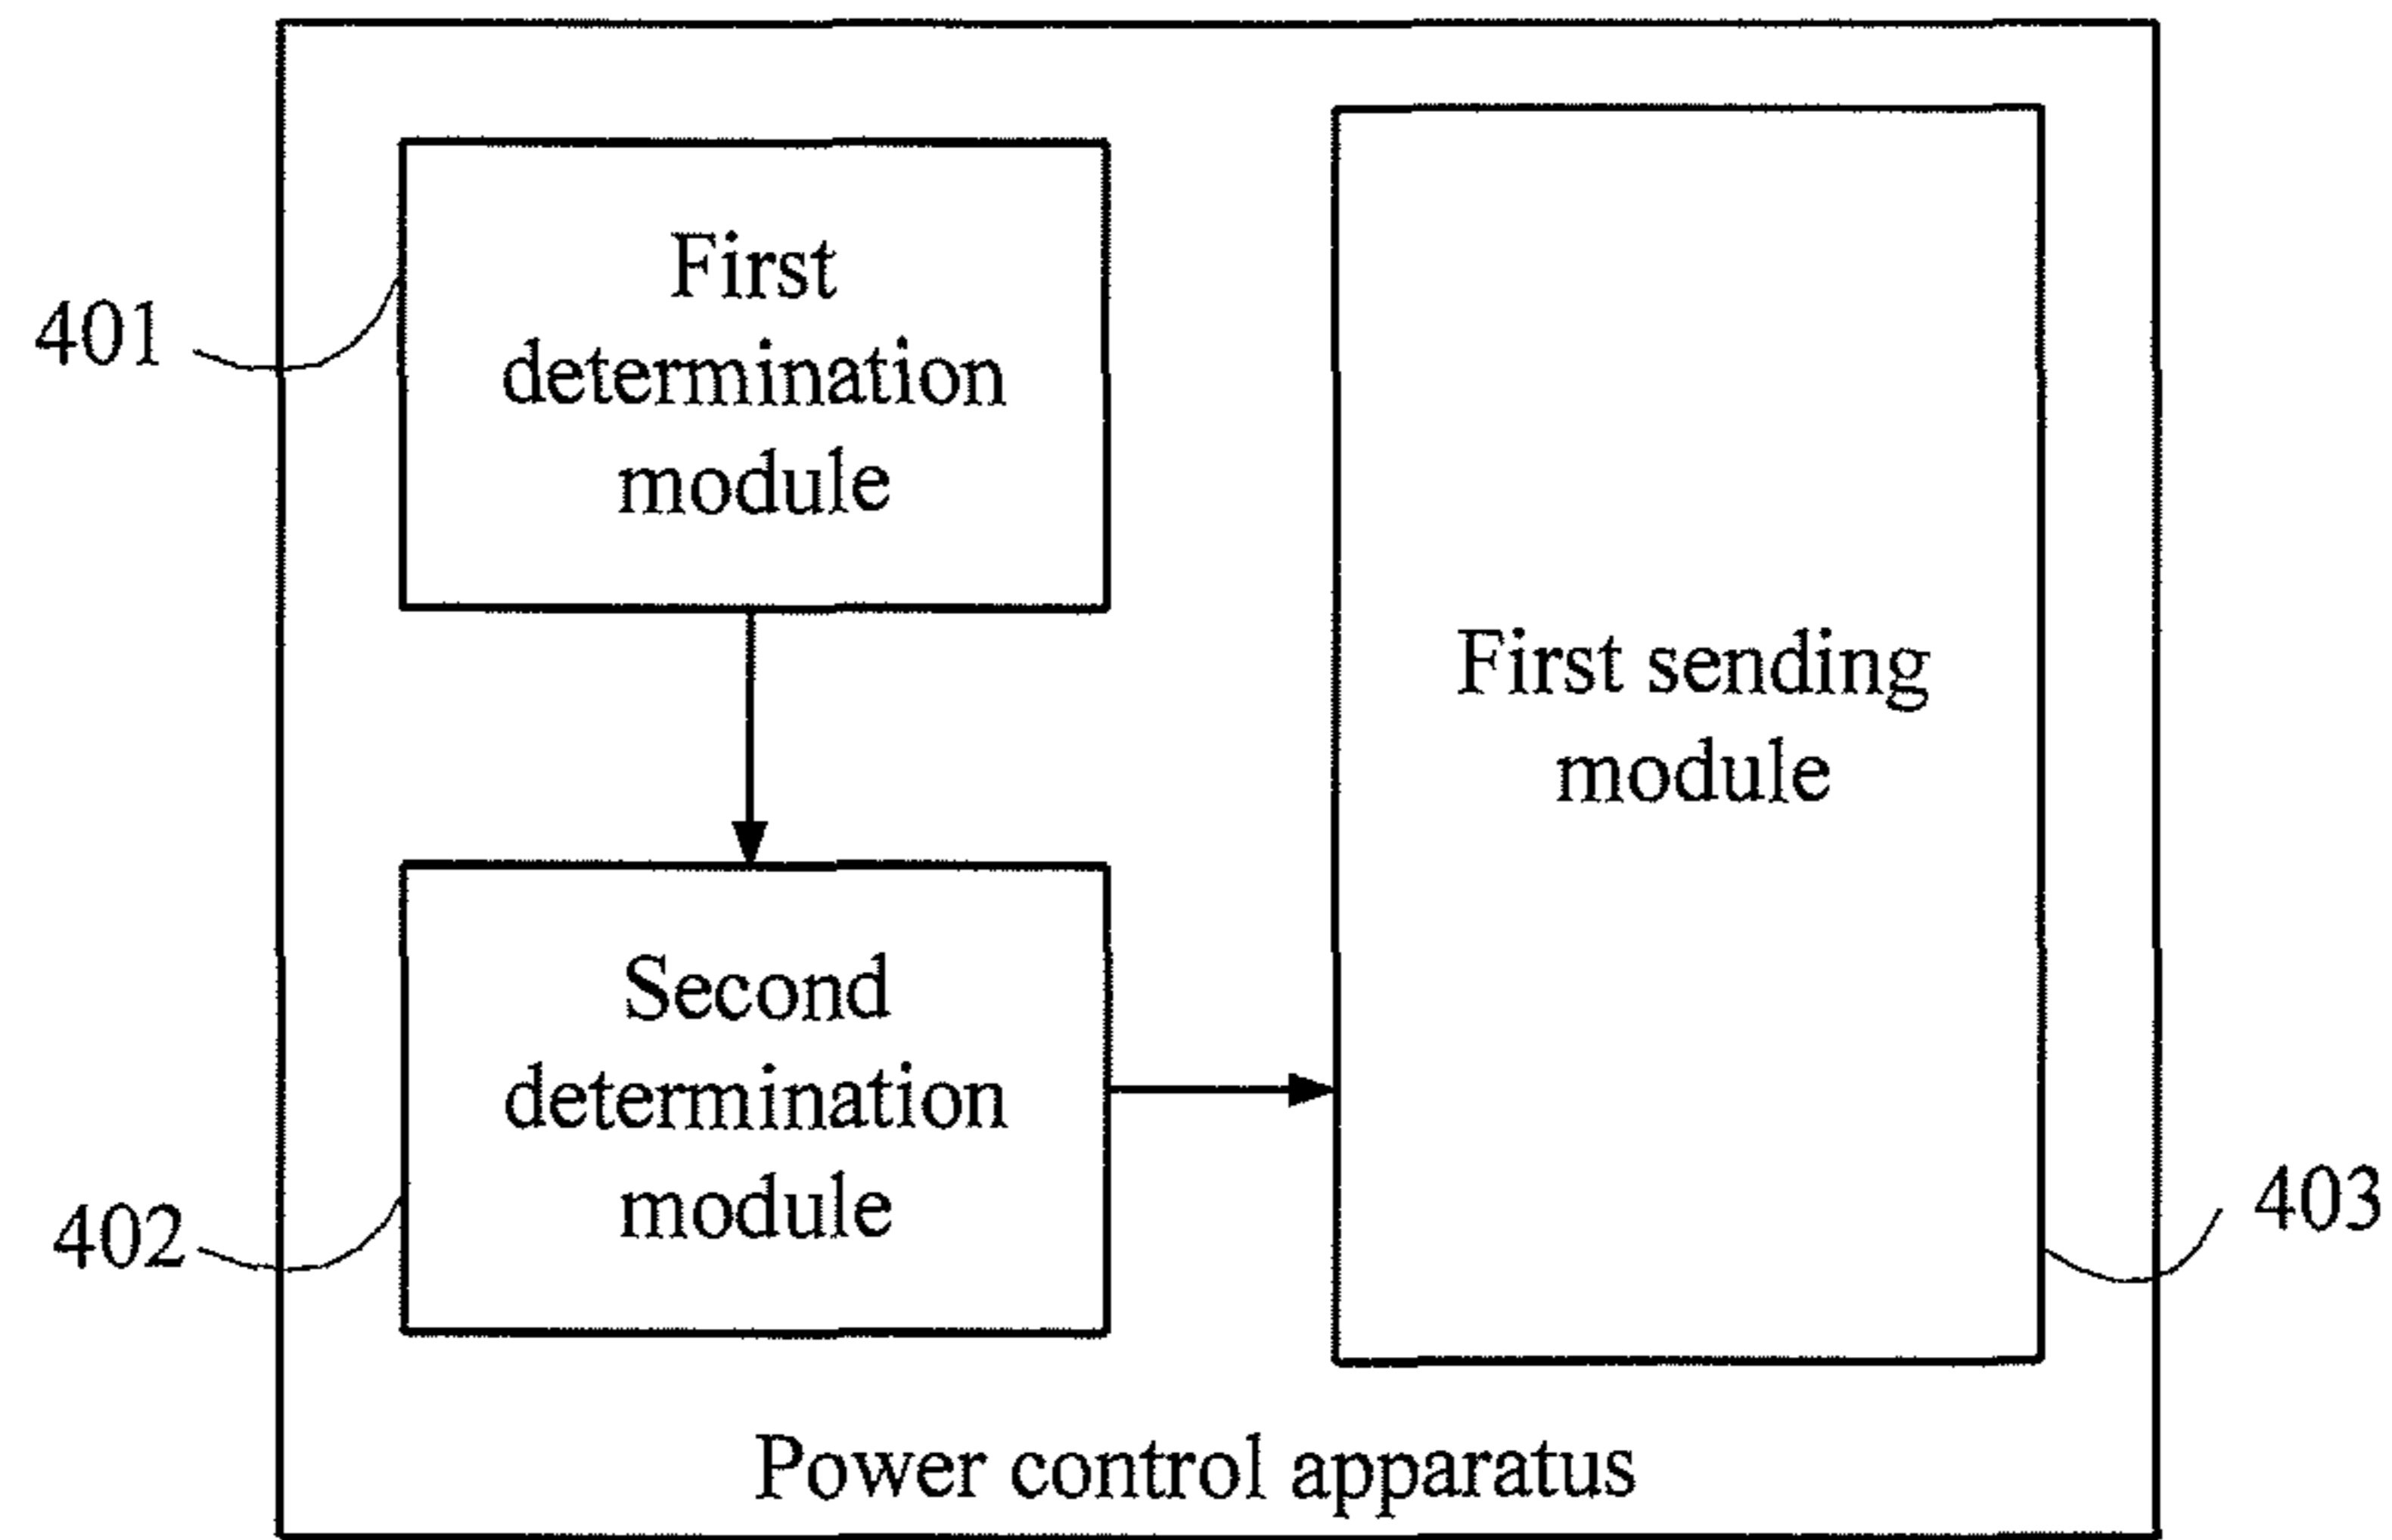 First
determination
module
401
First sending
module
Second
determination
module
402
403
Power control apparatus